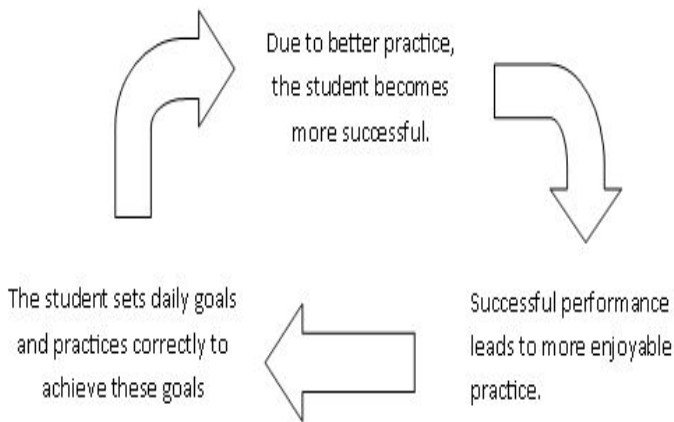 Due to better practice,
the student becomes
more successful.
Successful performance
leads to more enjoyable
practice.
The student sets daily goals
and practices correctly to
achieve these goals